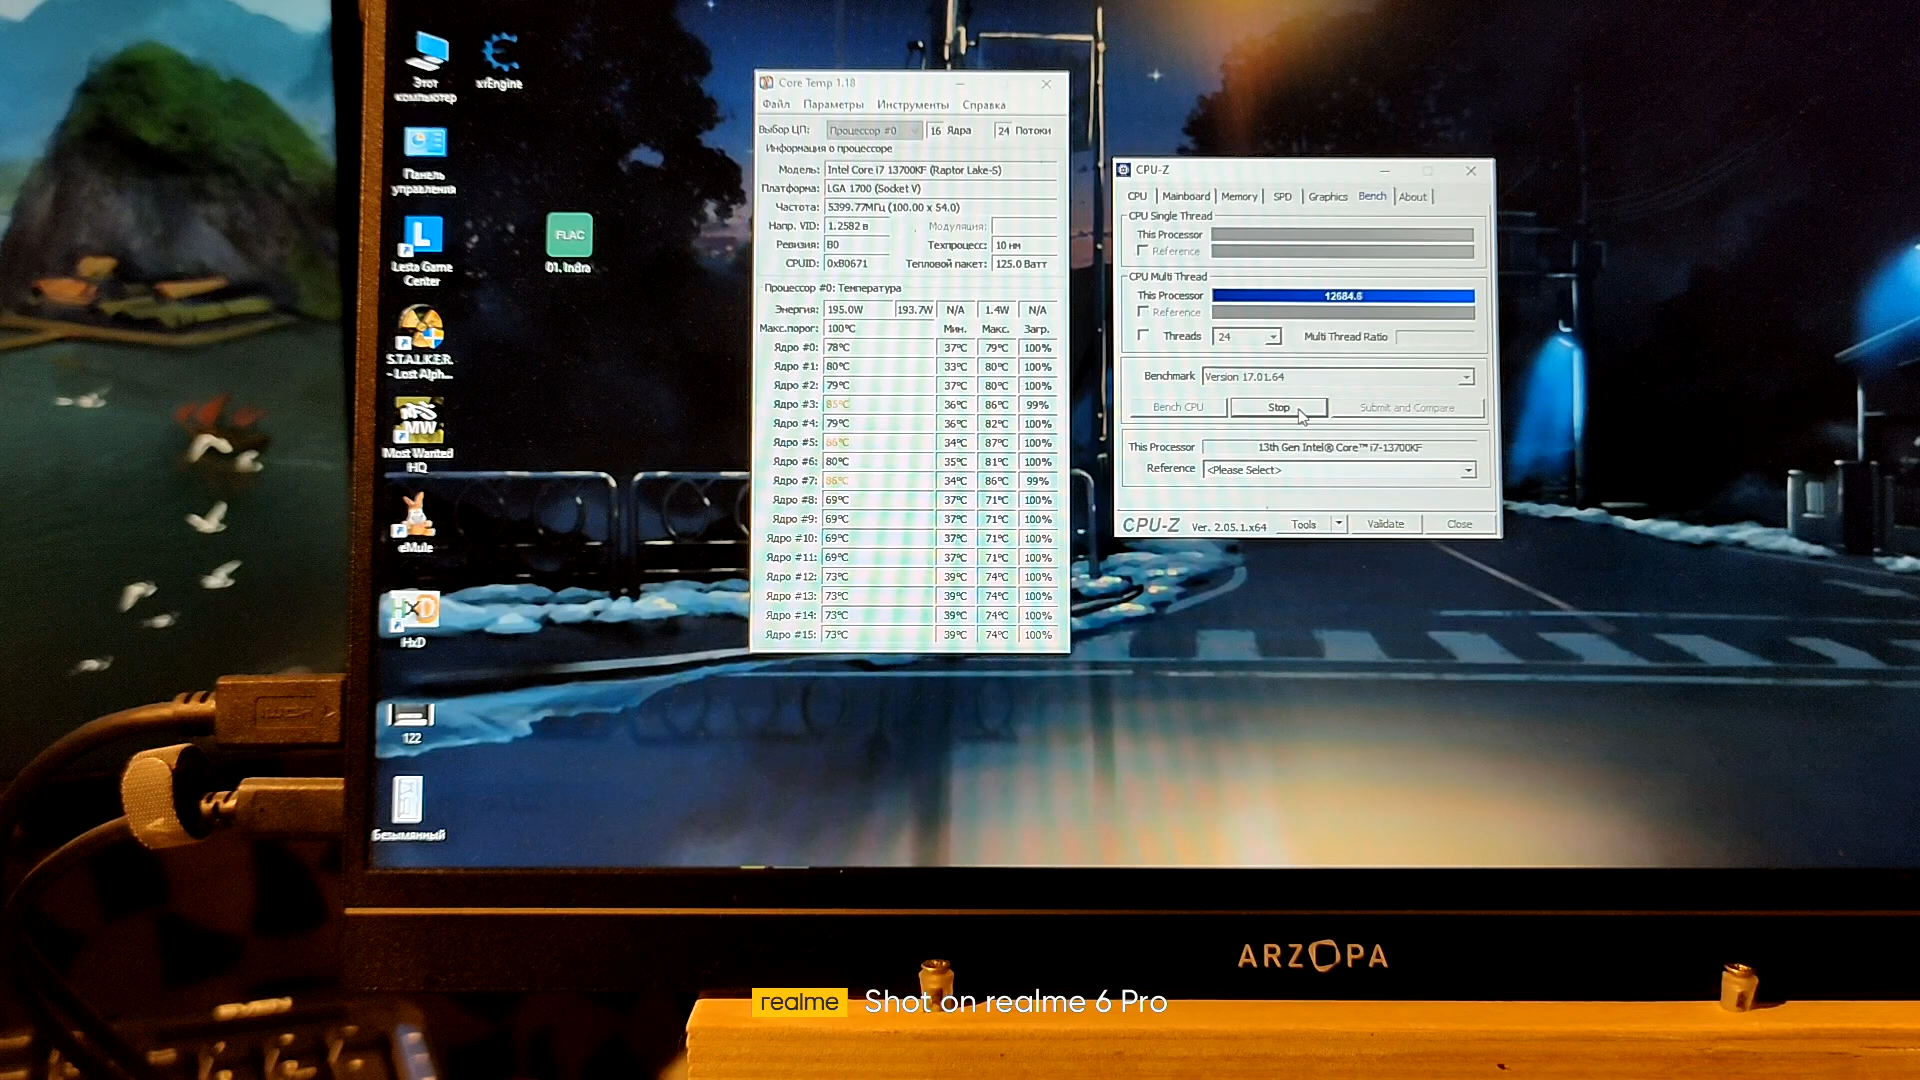 Этот
компьютер
xrEngine
Панель
управления
L
Lesta Game
Center
FLAC
01. Indra
S.T.A.L.K.E.R.
- Lost Alph...
NFS
MW
Most Wanted
HQ
eMule
HxD
HxD
122
Безымянный
Core Temp 1.18
Файл Параметры Инструменты Справка
Выбор ЦП: Процессор #0 16 Ядра 24 Потоки
Информация о процессоре
Модель: Intel Core i7 13700KF (Raptor Lake-S)
Платформа: LGA 1700 (Socket V)
Частота: 5399.77МГц (100.00 x 54.0)
Напр. VID: 1.2582 в Модуляция:
Ревизия: B0 Техпроцесс: 10 нм
CPUID: 0xB0671 Тепловой пакет: 125.0 Ватт
Процессор #0: Температура
Энергия: 195.0W 193.7W N/A 1.4W N/A
Макс.порог: 100°C Мин. Макс. Загр.
Ядро #0: 78°C 37°C 79°C 100%
Ядро #1: 80°C 33°C 80°C 100%
Ядро #2: 79°C 37°C 80°C 100%
Ядро #3: 85°C 36°C 86°C 99%
Ядро #4: 79°C 36°C 82°C 100%
Ядро #5: 86°C 34°C 87°C 100%
Ядро #6: 80°C 35°C 81°C 100%
Ядро #7: 86°C 34°C 86°C 99%
Ядро #8: 69°C 37°C 71°C 100%
Ядро #9: 69°C 37°C 71°C 100%
Ядро #10: 69°C 37°C 71°C 100%
Ядро #11: 69°C 37°C 71°C 100%
Ядро #12: 73°C 39°C 74°C 100%
Ядро #13: 73°C 39°C 74°C 100%
Ядро #14: 73°C 39°C 74°C 100%
Ядро #15: 73°C 39°C 74°C 100%
CPU-Z
CPU Mainboard Memory SPD Graphics Bench About
CPU Single Thread
This Processor
Reference
CPU Multi Thread
This Processor 12684.6
Reference
Threads 24 Multi Thread Ratio
Benchmark Version 17.01.64
Bench CPU Stop Submit and Compare
This Processor 13th Gen Intel® Core™ i7-13700KF
Reference <Please Select>
CPU-Z Ver. 2.05.1.x64 Tools Validate Close
HDMI
ARZOPA
realme Shot on realme 6 Pro